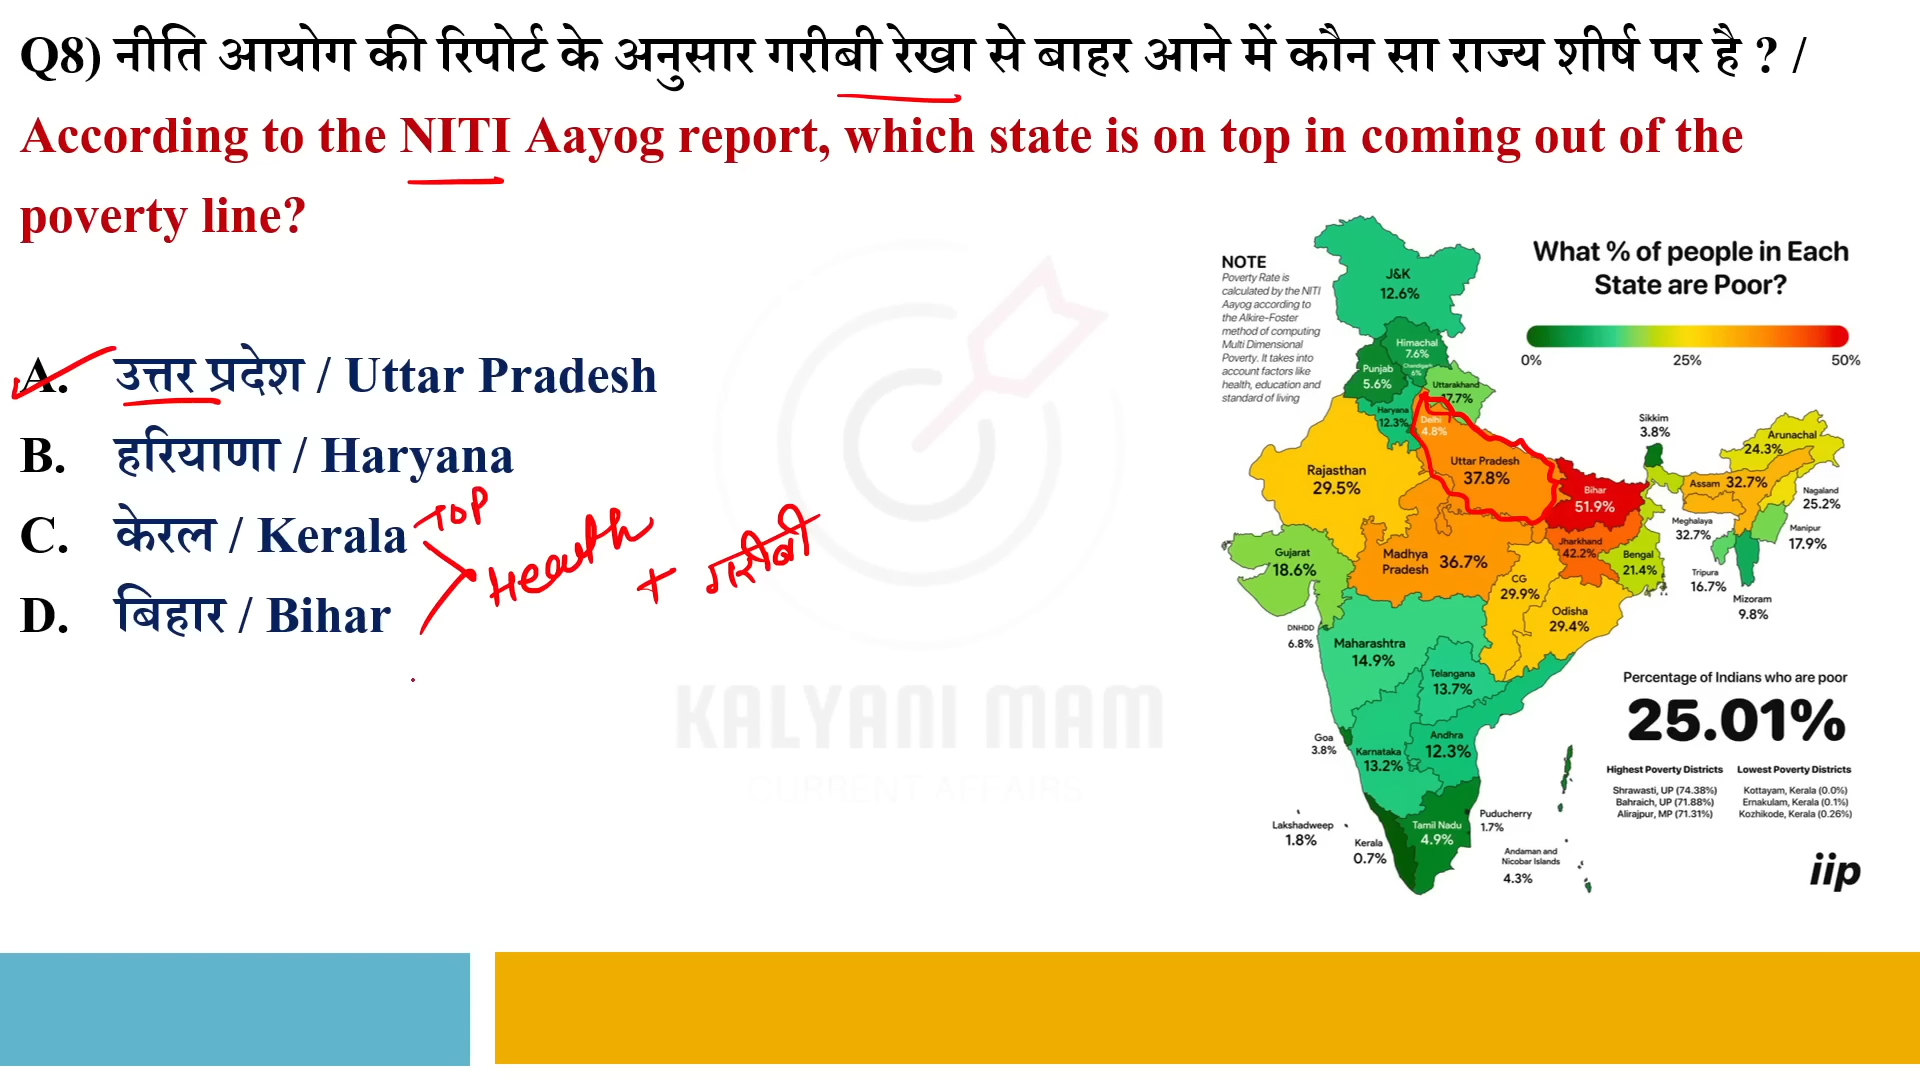 Q8) नीति आयोग की रिपोर्ट के अनुसार गरीबी रेखा से बाहर आने में कौन सा राज्य शीर्ष पर है ? /
According to the NITI Aayog report, which state is on top in coming out of the
poverty line?
A. उत्तर प्रदेश / Uttar Pradesh
B. हरियाणा / Haryana
C. केरल / Kerala
D. बिहार / Bihar
TOP
Health
+ गरीबी
KALYANI MAM
CURRENT AFFAIRS
NOTE
Poverty Rate is
calculated by the NITI
Aayog according to
the Alkire-Foster
method of computing
Multi Dimensional
Poverty. It takes into
account factors like
health, education and
standard of living
What % of people in Each
State are Poor?
0% 25% 50%
J&K
12.6%
Himachal
7.6%
Chandigarh
6%
Punjab
5.6%
Uttarakhand
17.7%
Haryana
12.3%
Delhi
4.8%
Rajasthan
29.5%
Uttar Pradesh
37.8%
Bihar
51.9%
Sikkim
3.8%
Arunachal
24.3%
Assam 32.7%
Nagaland
25.2%
Meghalaya
32.7%
Manipur
17.9%
Tripura
16.7%
Mizoram
9.8%
Gujarat
18.6%
Madhya
Pradesh 36.7%
Jharkhand
42.2%
Bengal
21.4%
CG
29.9%
Odisha
29.4%
DNHDD
6.8%
Maharashtra
14.9%
Telangana
13.7%
Goa
3.8%
Karnataka
13.2%
Andhra
12.3%
Lakshadweep
1.8%
Kerala
0.7%
Tamil Nadu
4.9%
Puducherry
1.7%
Andaman and
Nicobar Islands
4.3%
Percentage of Indians who are poor
25.01%
Highest Poverty Districts Lowest Poverty Districts
Shrawasti, UP (74.38%) Kottayam, Kerala (0.0%)
Bahraich, UP (71.88%) Ernakulam, Kerala (0.1%)
Alirajpur, MP (71.31%) Kozhikode, Kerala (0.26%)
iip